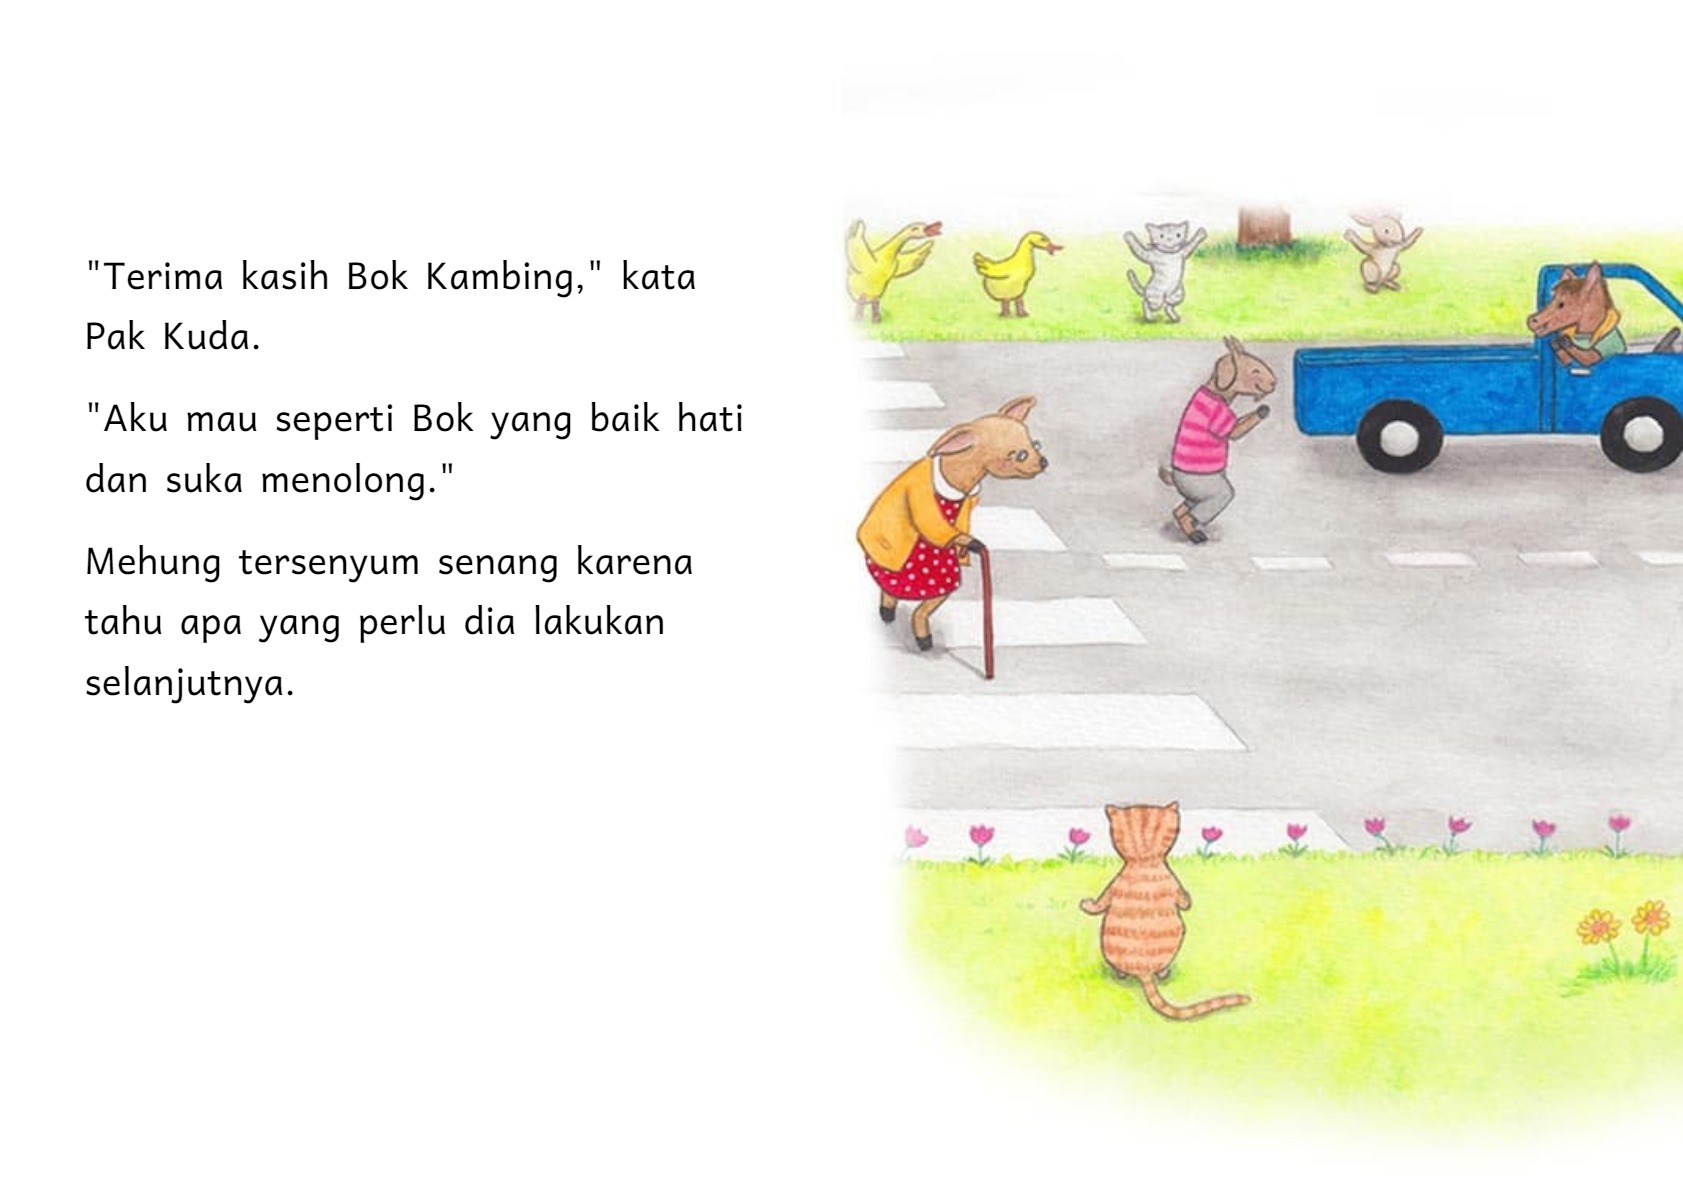 "Terima kasih Bok Kambing," kata
Pak Kuda.
"Aku mau seperti Bok yang baik hati
dan suka menolong."
Mehung tersenyum senang karena
tahu apa yang perlu dia lakukan
selanjutnya.